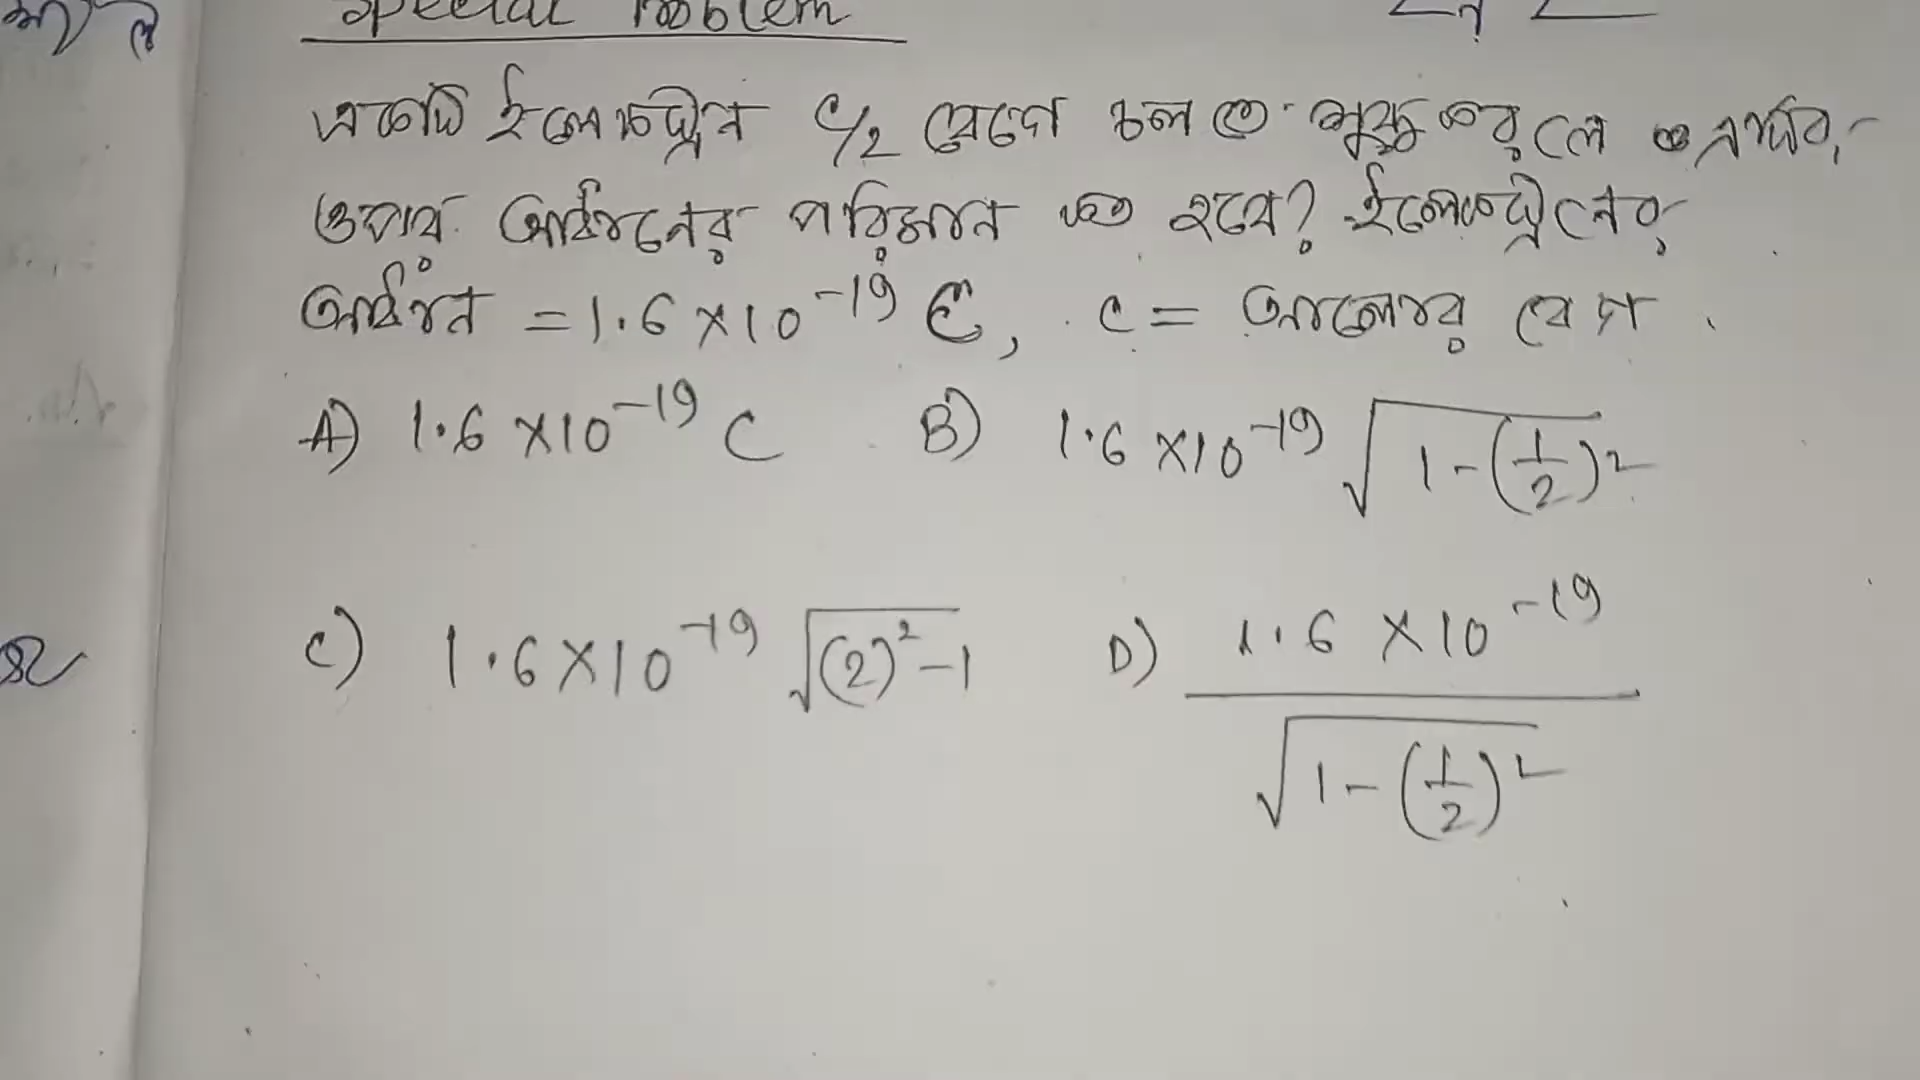 Special Problem
একটি ইলেকট্রন c/2 বেগে চলতে শুরু করলে এটির
ওপর আধানের পরিমান কত হবে? ইলেকট্রনের
আধান = 1.6 × 10⁻¹⁹ C, c = আলোর বেগ .
A) 1.6 × 10⁻¹⁹ C B) 1.6 × 10⁻¹⁹ √(1-(1/2)²)
C) 1.6 × 10⁻¹⁹ √((2)²-1) D) 1.6 × 10⁻¹⁹ / √(1-(1/2)²)